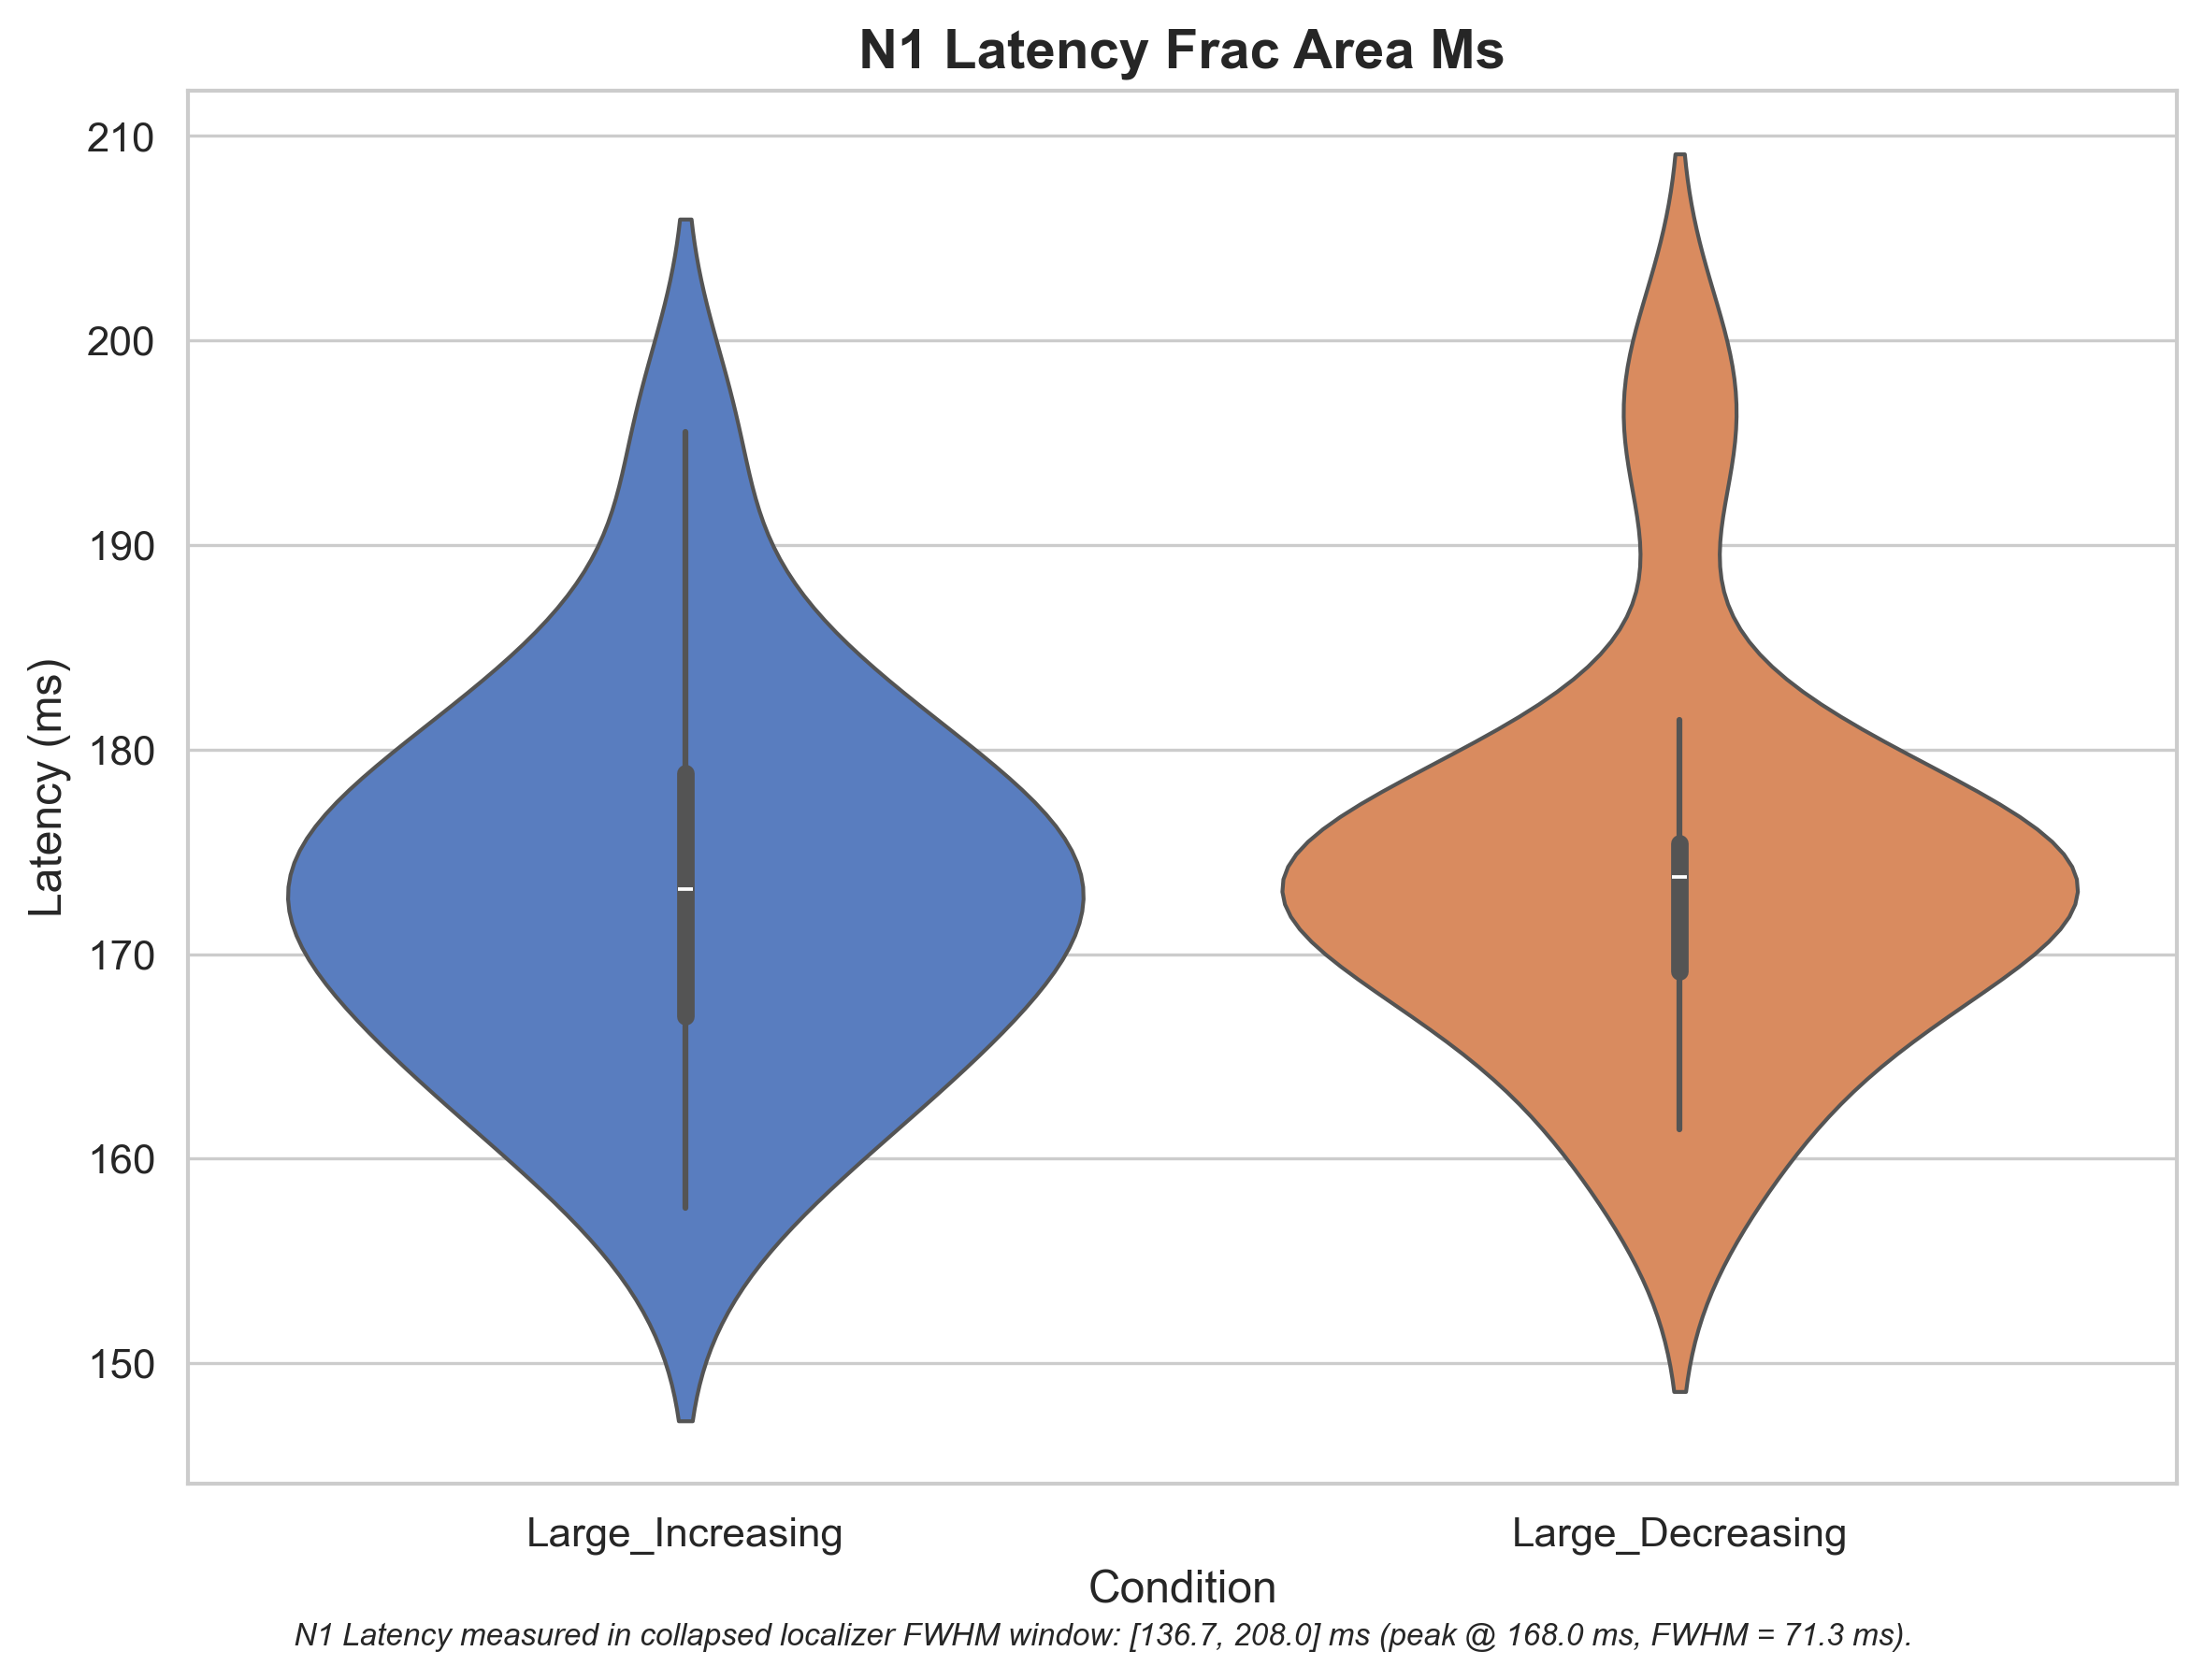 N1 Latency Frac Area Ms
210
200
190
180
170
160
150
Latency (ms)
Large_Increasing
Large_Decreasing
Condition
N1 Latency measured in collapsed localizer FWHM window: [136.7, 208.0] ms (peak @ 168.0 ms, FWHM = 71.3 ms).